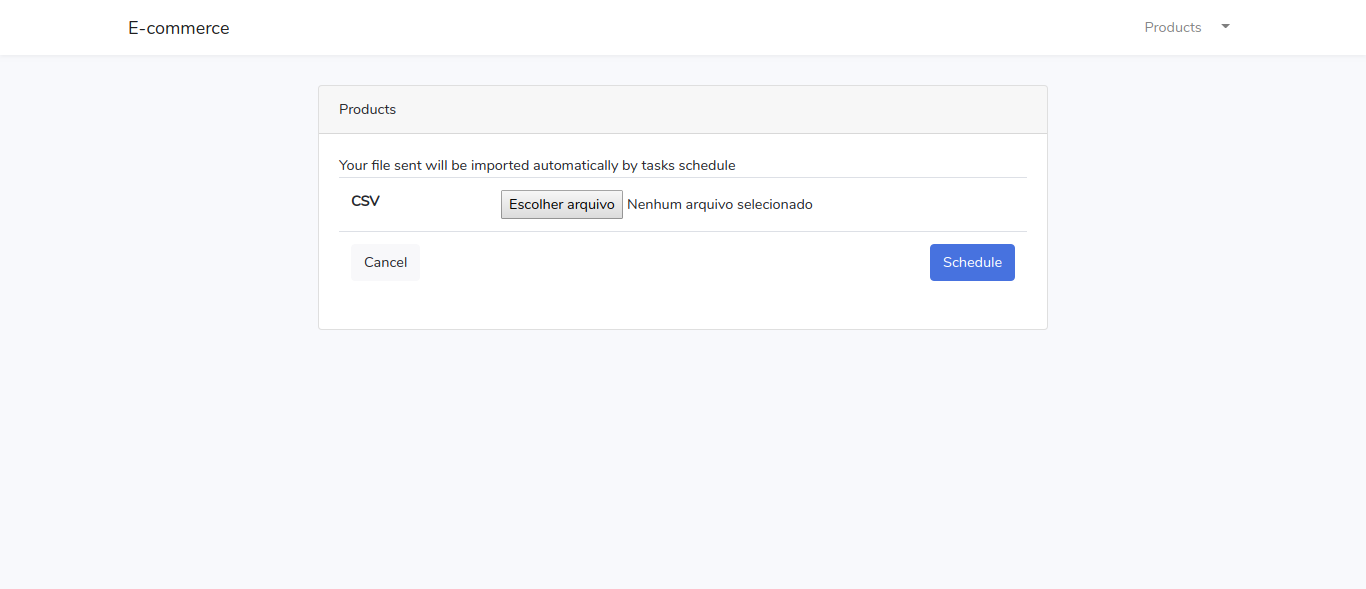 E-commerce Products
Products
Your file sent will be imported automatically by tasks schedule
CSV Escolher arquivo Nenhum arquivo selecionado
Cancel Schedule